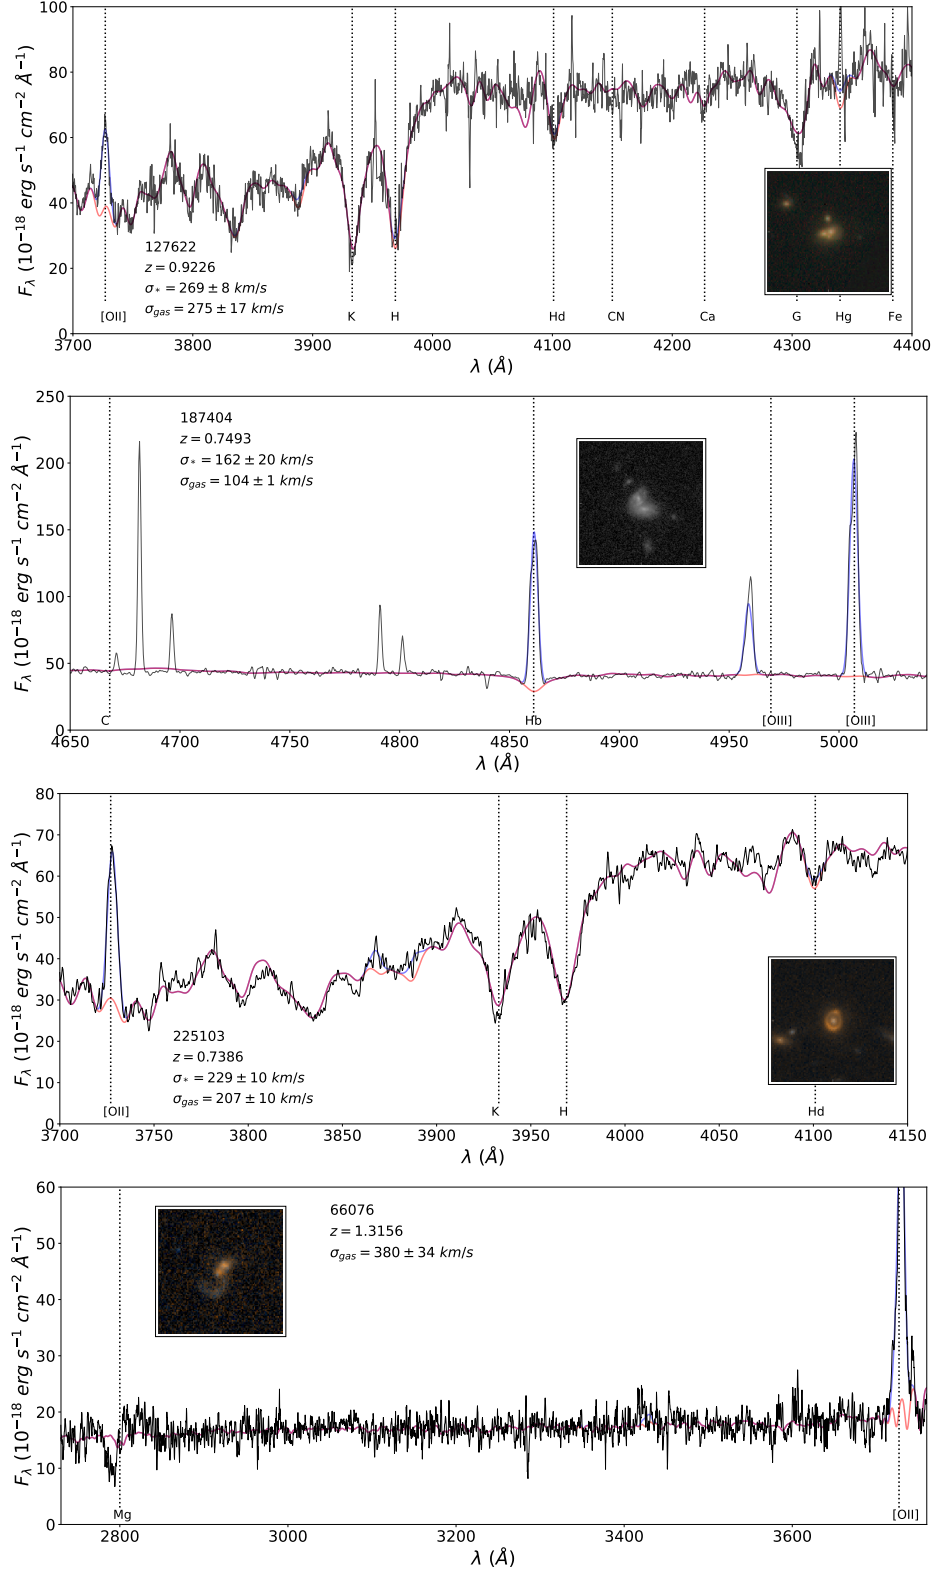 100
80
60
40
20
0
F_λ (10⁻¹⁸ erg s⁻¹ cm⁻² Å⁻¹)
127622
z = 0.9226
σ_* = 269 ± 8 km/s
σ_gas = 275 ± 17 km/s
[OII] K H Hd CN Ca G Hg Fe
3700 3800 3900 4000 4100 4200 4300 4400
λ (Å)
250
200
150
100
50
0
F_λ (10⁻¹⁸ erg s⁻¹ cm⁻² Å⁻¹)
187404
z = 0.7493
σ_* = 162 ± 20 km/s
σ_gas = 104 ± 1 km/s
C Hb [OIII] [OIII]
4650 4700 4750 4800 4850 4900 4950 5000
λ (Å)
80
70
60
50
40
30
20
10
0
F_λ (10⁻¹⁸ erg s⁻¹ cm⁻² Å⁻¹)
225103
z = 0.7386
σ_* = 229 ± 10 km/s
σ_gas = 207 ± 10 km/s
[OII] K H Hd
3700 3750 3800 3850 3900 3950 4000 4050 4100 4150
λ (Å)
60
50
40
30
20
10
0
F_λ (10⁻¹⁸ erg s⁻¹ cm⁻² Å⁻¹)
66076
z = 1.3156
σ_gas = 380 ± 34 km/s
Mg [OII]
2800 3000 3200 3400 3600
λ (Å)